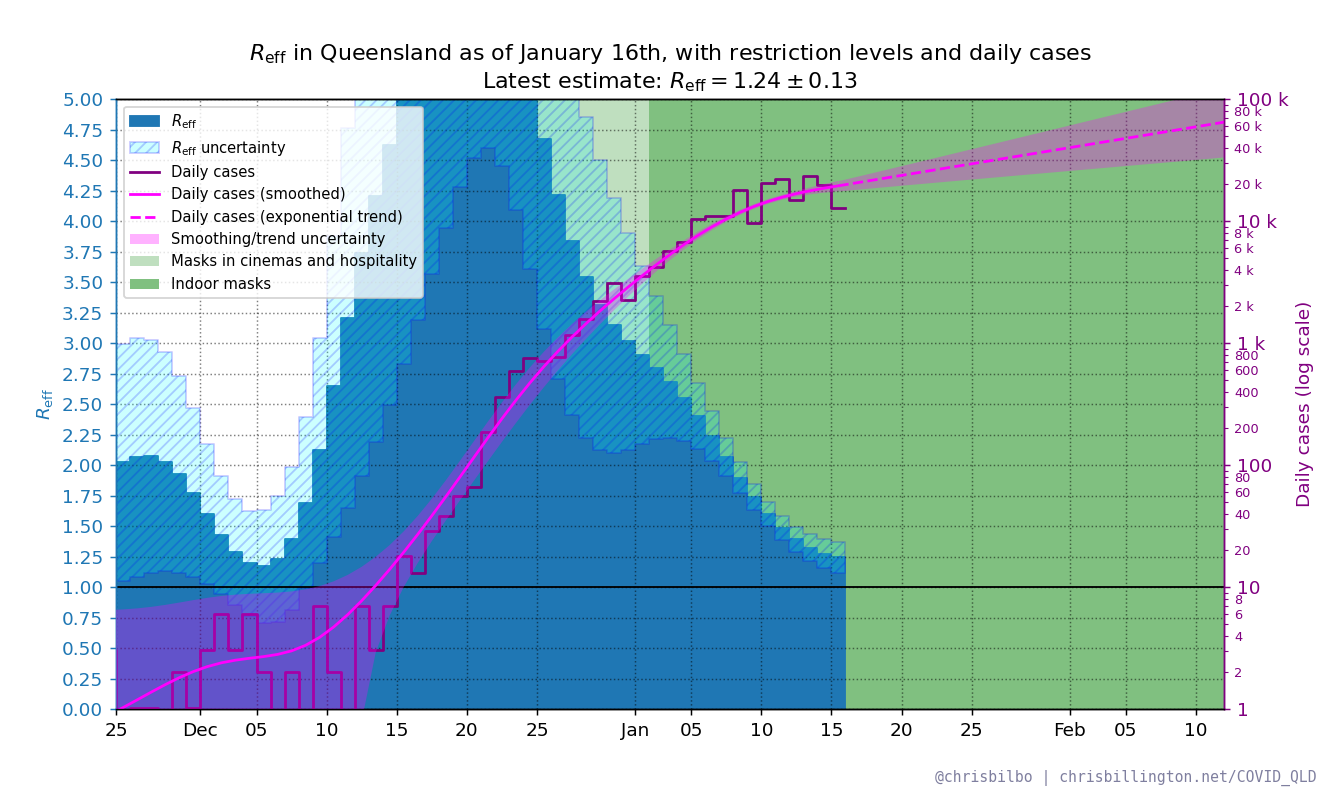 Reff in Queensland as of January 16th, with restriction levels and daily cases
Latest estimate: Reff = 1.24 ± 0.13
Reff
Reff uncertainty
Daily cases
Daily cases (smoothed)
Daily cases (exponential trend)
Smoothing/trend uncertainty
Masks in cinemas and hospitality
Indoor masks
5.00
4.75
4.50
4.25
4.00
3.75
3.50
3.25
3.00
2.75
2.50
2.25
2.00
1.75
1.50
1.25
1.00
0.75
0.50
0.25
0.00
Reff
100 k
80 k
60 k
40 k
20 k
10 k
8 k
6 k
4 k
2 k
1 k
800
600
400
200
100
80
60
40
20
10
8
6
4
2
1
Daily cases (log scale)
25 Dec 05 10 15 20 25 Jan 05 10 15 20 25 Feb 05 10
@chrisbilbo | chrisbillington.net/COVID_QLD